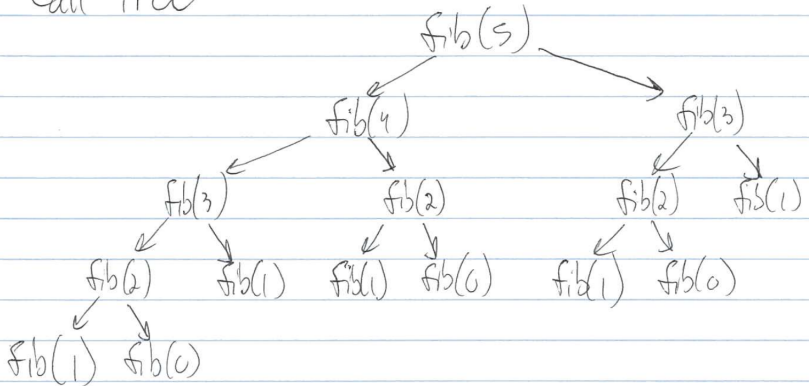 Call Tree
fib(5)
fib(4) fib(3)
fib(3) fib(2) fib(2) fib(1)
fib(2) fib(1) fib(1) fib(0) fib(1) fib(0)
fib(1) fib(0)